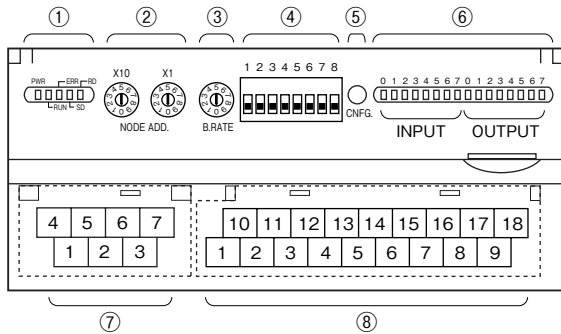 ① ② ③ ④ ⑤ ⑥
PWR ERR RD
RUN SD
X10 X1
NODE ADD.
B.RATE
1 2 3 4 5 6 7 8
CNFG.
0 1 2 3 4 5 6 7 0 1 2 3 4 5 6 7
INPUT OUTPUT
4 5 6 7
1 2 3
10 11 12 13 14 15 16 17 18
1 2 3 4 5 6 7 8 9
⑦ ⑧